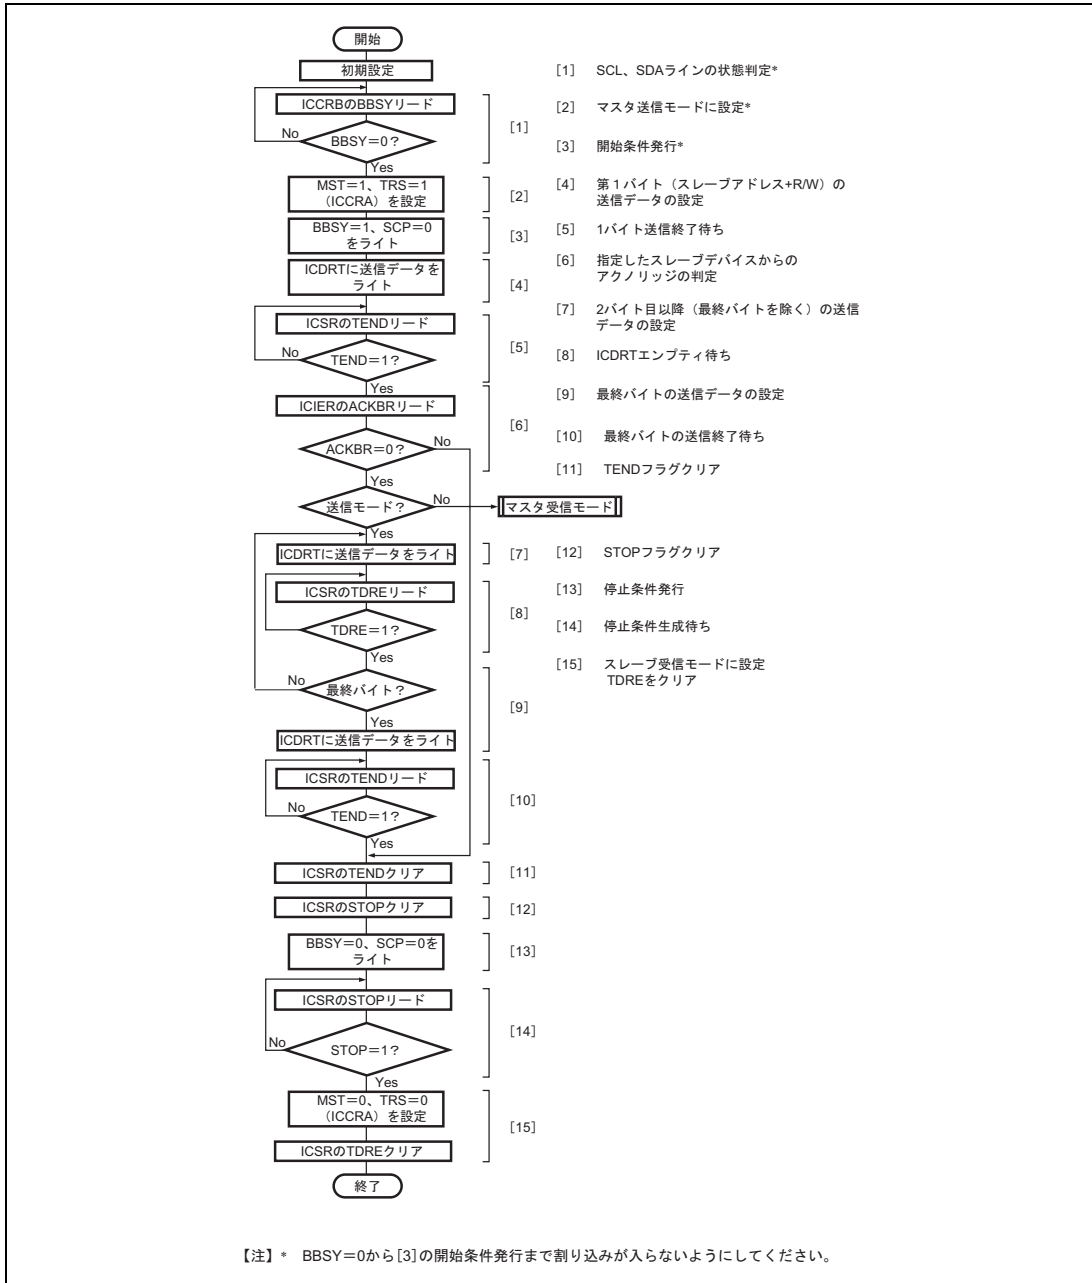 開始
初期設定
ICCRBのBBSYリード
No
BBSY=0？
Yes
[1]
MST=1、TRS=1
（ICCRA）を設定
[2]
BBSY=1、SCP=0
をライト
[3]
ICDRTに送信データを
ライト
[4]
ICSRのTENDリード
No
TEND=1？
Yes
[5]
ICIERのACKBRリード
ACKBR=0？
No
Yes
[6]
送信モード？
No
マスタ受信モード
Yes
ICDRTに送信データをライト
[7]
ICSRのTDREリード
TDRE=1？
Yes
[8]
No
最終バイト？
Yes
ICDRTに送信データをライト
[9]
ICSRのTENDリード
No
TEND=1？
Yes
[10]
ICSRのTENDクリア
[11]
ICSRのSTOPクリア
[12]
BBSY=0、SCP=0を
ライト
[13]
ICSRのSTOPリード
No
STOP=1？
Yes
[14]
MST=0、TRS=0
（ICCRA）を設定
ICSRのTDREクリア
[15]
終了
[1] SCL、SDAラインの状態判定*
[2] マスタ送信モードに設定*
[3] 開始条件発行*
[4] 第１バイト（スレーブアドレス+R/W）の
送信データの設定
[5] 1バイト送信終了待ち
[6] 指定したスレーブデバイスからの
アクノリッジの判定
[7] 2バイト目以降（最終バイトを除く）の送信
データの設定
[8] ICDRTエンプティ待ち
[9] 最終バイトの送信データの設定
[10] 最終バイトの送信終了待ち
[11] TENDフラグクリア
[12] STOPフラグクリア
[13] 停止条件発行
[14] 停止条件生成待ち
[15] スレーブ受信モードに設定
TDREをクリア
【注】* BBSY=0から[3]の開始条件発行まで割り込みが入らないようにしてください。